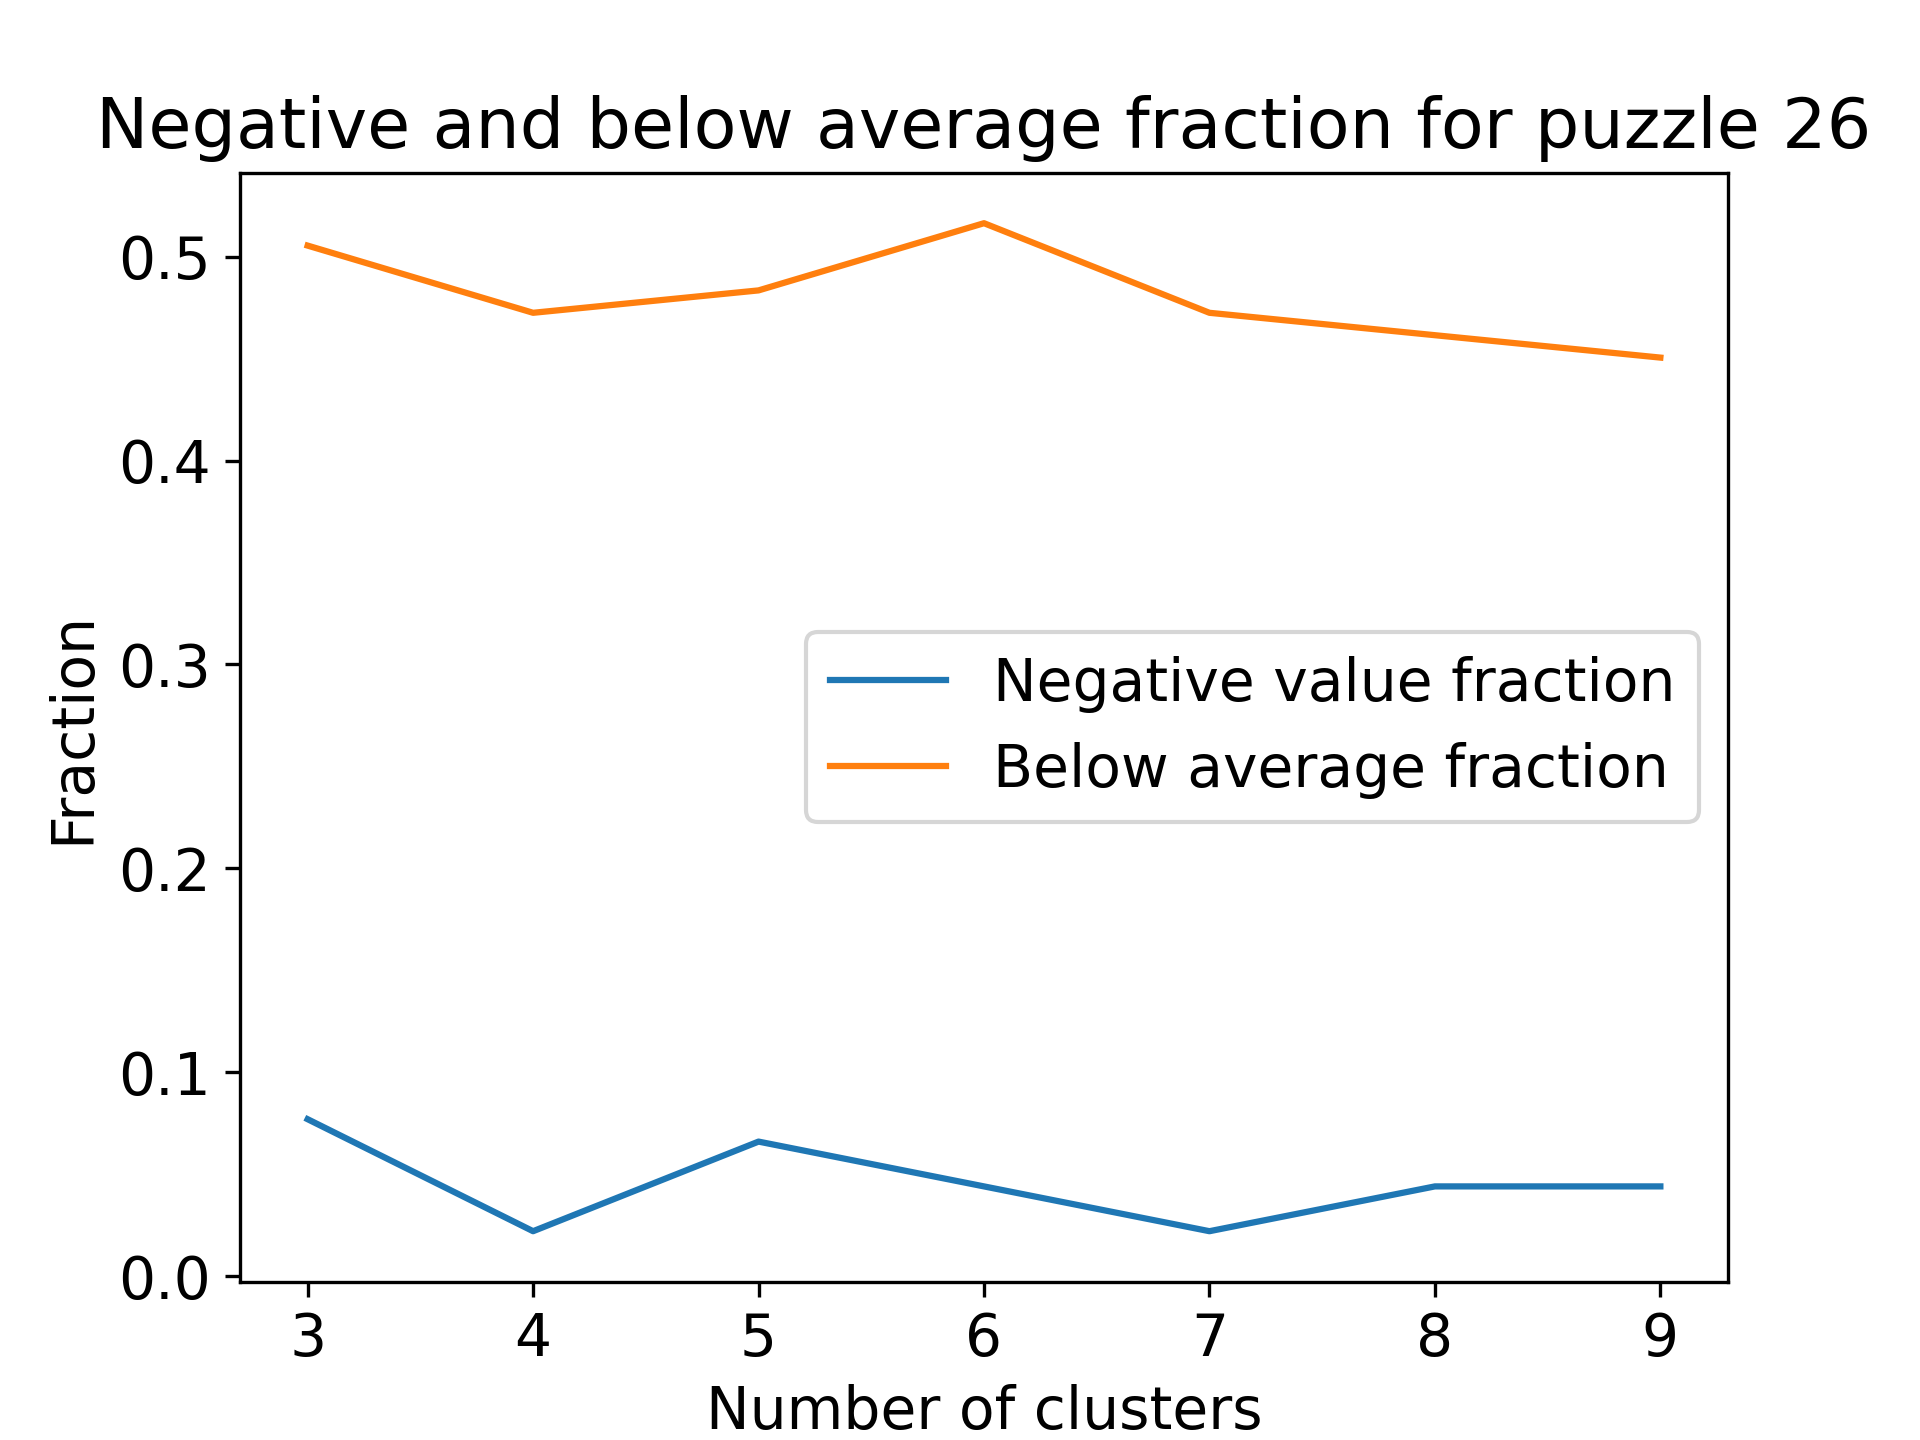 Negative and below average fraction for puzzle 26
0.5
0.4
0.3
0.2
0.1
0.0
Fraction
Negative value fraction
Below average fraction
3 4 5 6 7 8 9
Number of clusters